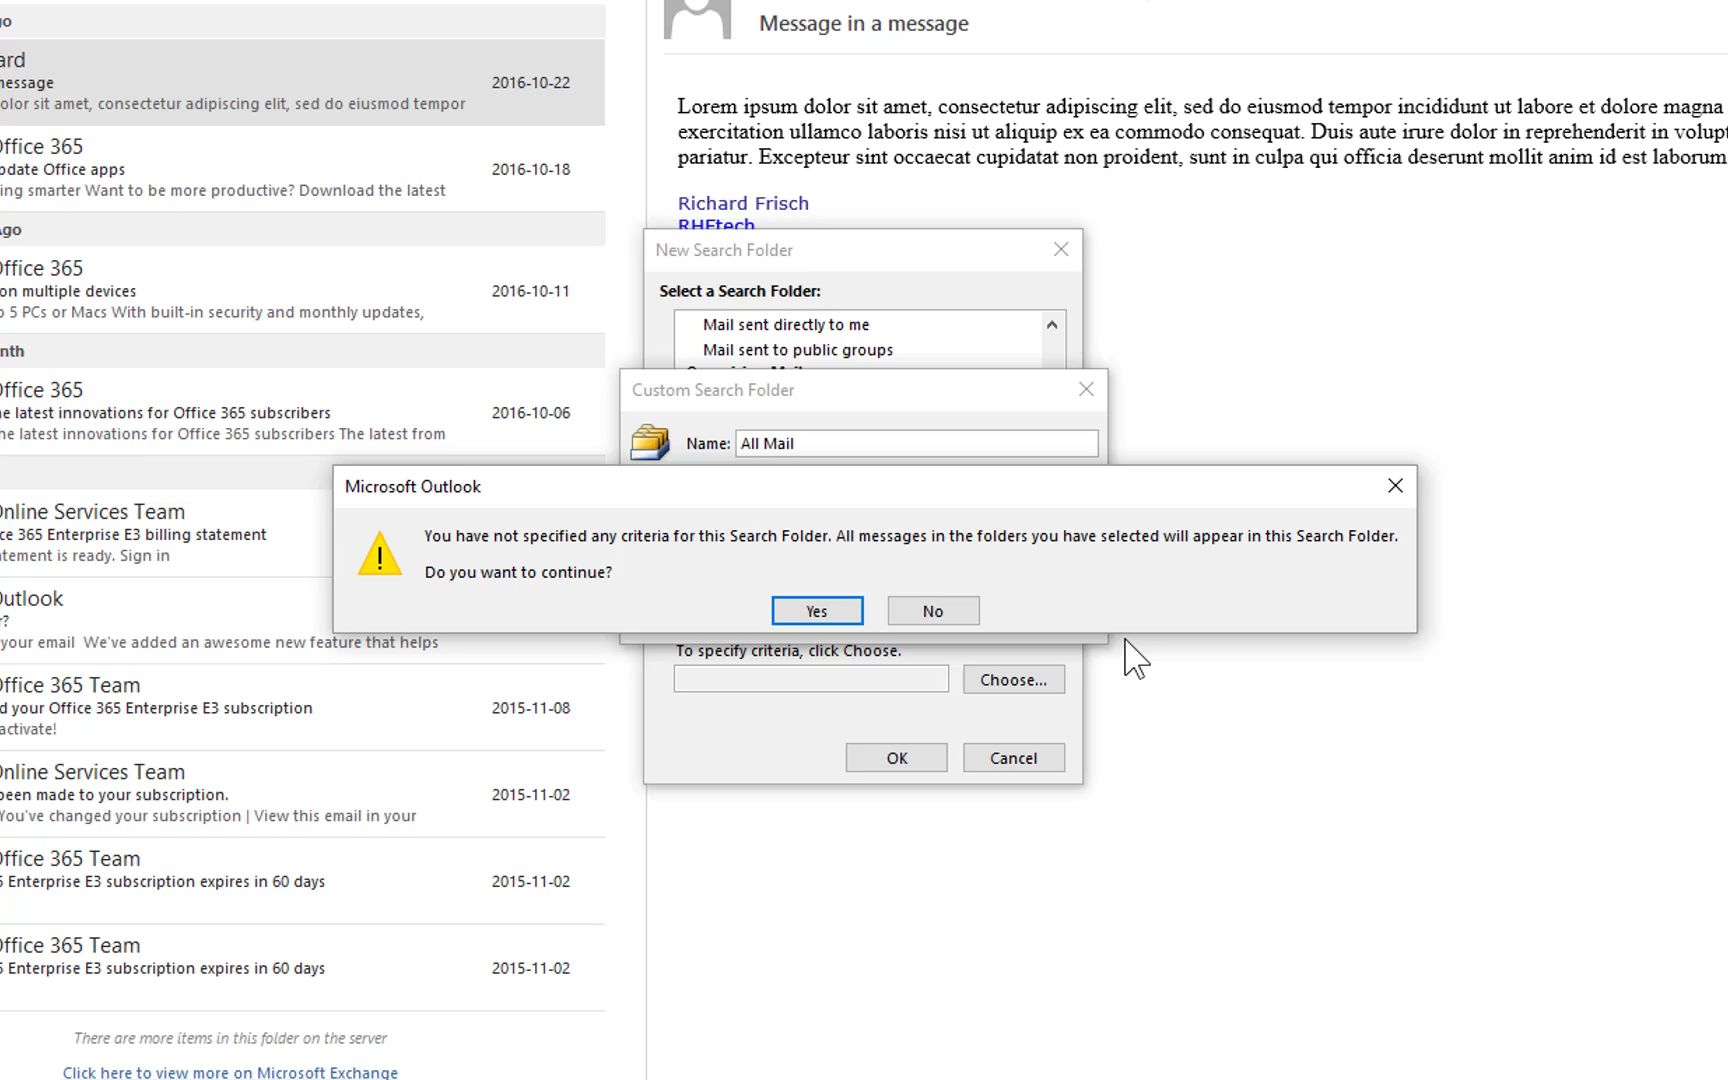 go
ard
message
2016-10-22
olor sit amet, consectetur adipiscing elit, sed do eiusmod tempor
Office 365
pdate Office apps
2016-10-18
ing smarter Want to be more productive? Download the latest
Ago
Office 365
on multiple devices
2016-10-11
o 5 PCs or Macs With built-in security and monthly updates,
nth
Office 365
he latest innovations for Office 365 subscribers
2016-10-06
he latest innovations for Office 365 subscribers The latest from
Online Services Team
ce 365 Enterprise E3 billing statement
atement is ready. Sign in
Outlook
r?
your email We've added an awesome new feature that helps
Office 365 Team
d your Office 365 Enterprise E3 subscription
2015-11-08
activate!
Online Services Team
been made to your subscription.
2015-11-02
You've changed your subscription | View this email in your
Office 365 Team
5 Enterprise E3 subscription expires in 60 days
2015-11-02
Office 365 Team
5 Enterprise E3 subscription expires in 60 days
2015-11-02
There are more items in this folder on the server
Click here to view more on Microsoft Exchange
Message in a message
Lorem ipsum dolor sit amet, consectetur adipiscing elit, sed do eiusmod tempor incididunt ut labore et dolore magna
exercitation ullamco laboris nisi ut aliquip ex ea commodo consequat. Duis aute irure dolor in reprehenderit in volupt
pariatur. Excepteur sint occaecat cupidatat non proident, sunt in culpa qui officia deserunt mollit anim id est laborum
Richard Frisch
RHFtech
New Search Folder
Select a Search Folder:
Mail sent directly to me
Mail sent to public groups
Custom Search Folder
Name: All Mail
Microsoft Outlook
You have not specified any criteria for this Search Folder. All messages in the folders you have selected will appear in this Search Folder.
Do you want to continue?
Yes
No
To specify criteria, click Choose.
Choose...
OK
Cancel